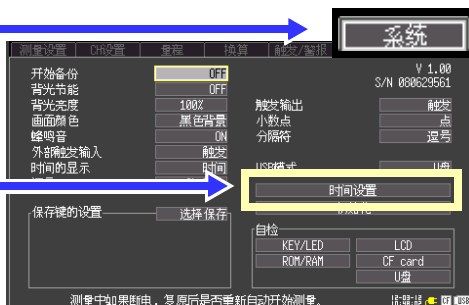 系统
测量设置 CH设置 量程 换算 触发/警报
V 1.00
S/N 080629561
开始备份 OFF
背光节能 OFF
背光亮度 100% 触发输出 触发
画面颜色 黑色背景 小数点 点
蜂鸣音 ON 分隔符 逗号
外部触发输入 触发
时间的显示 时间 USB模式 U盘
时间设置
保存键的设置 选择保存
自检
KEY/LED LCD
ROM/RAM CF card
U盘
测量中如果断电,复原后是否重新自动开始测量。
CF USB